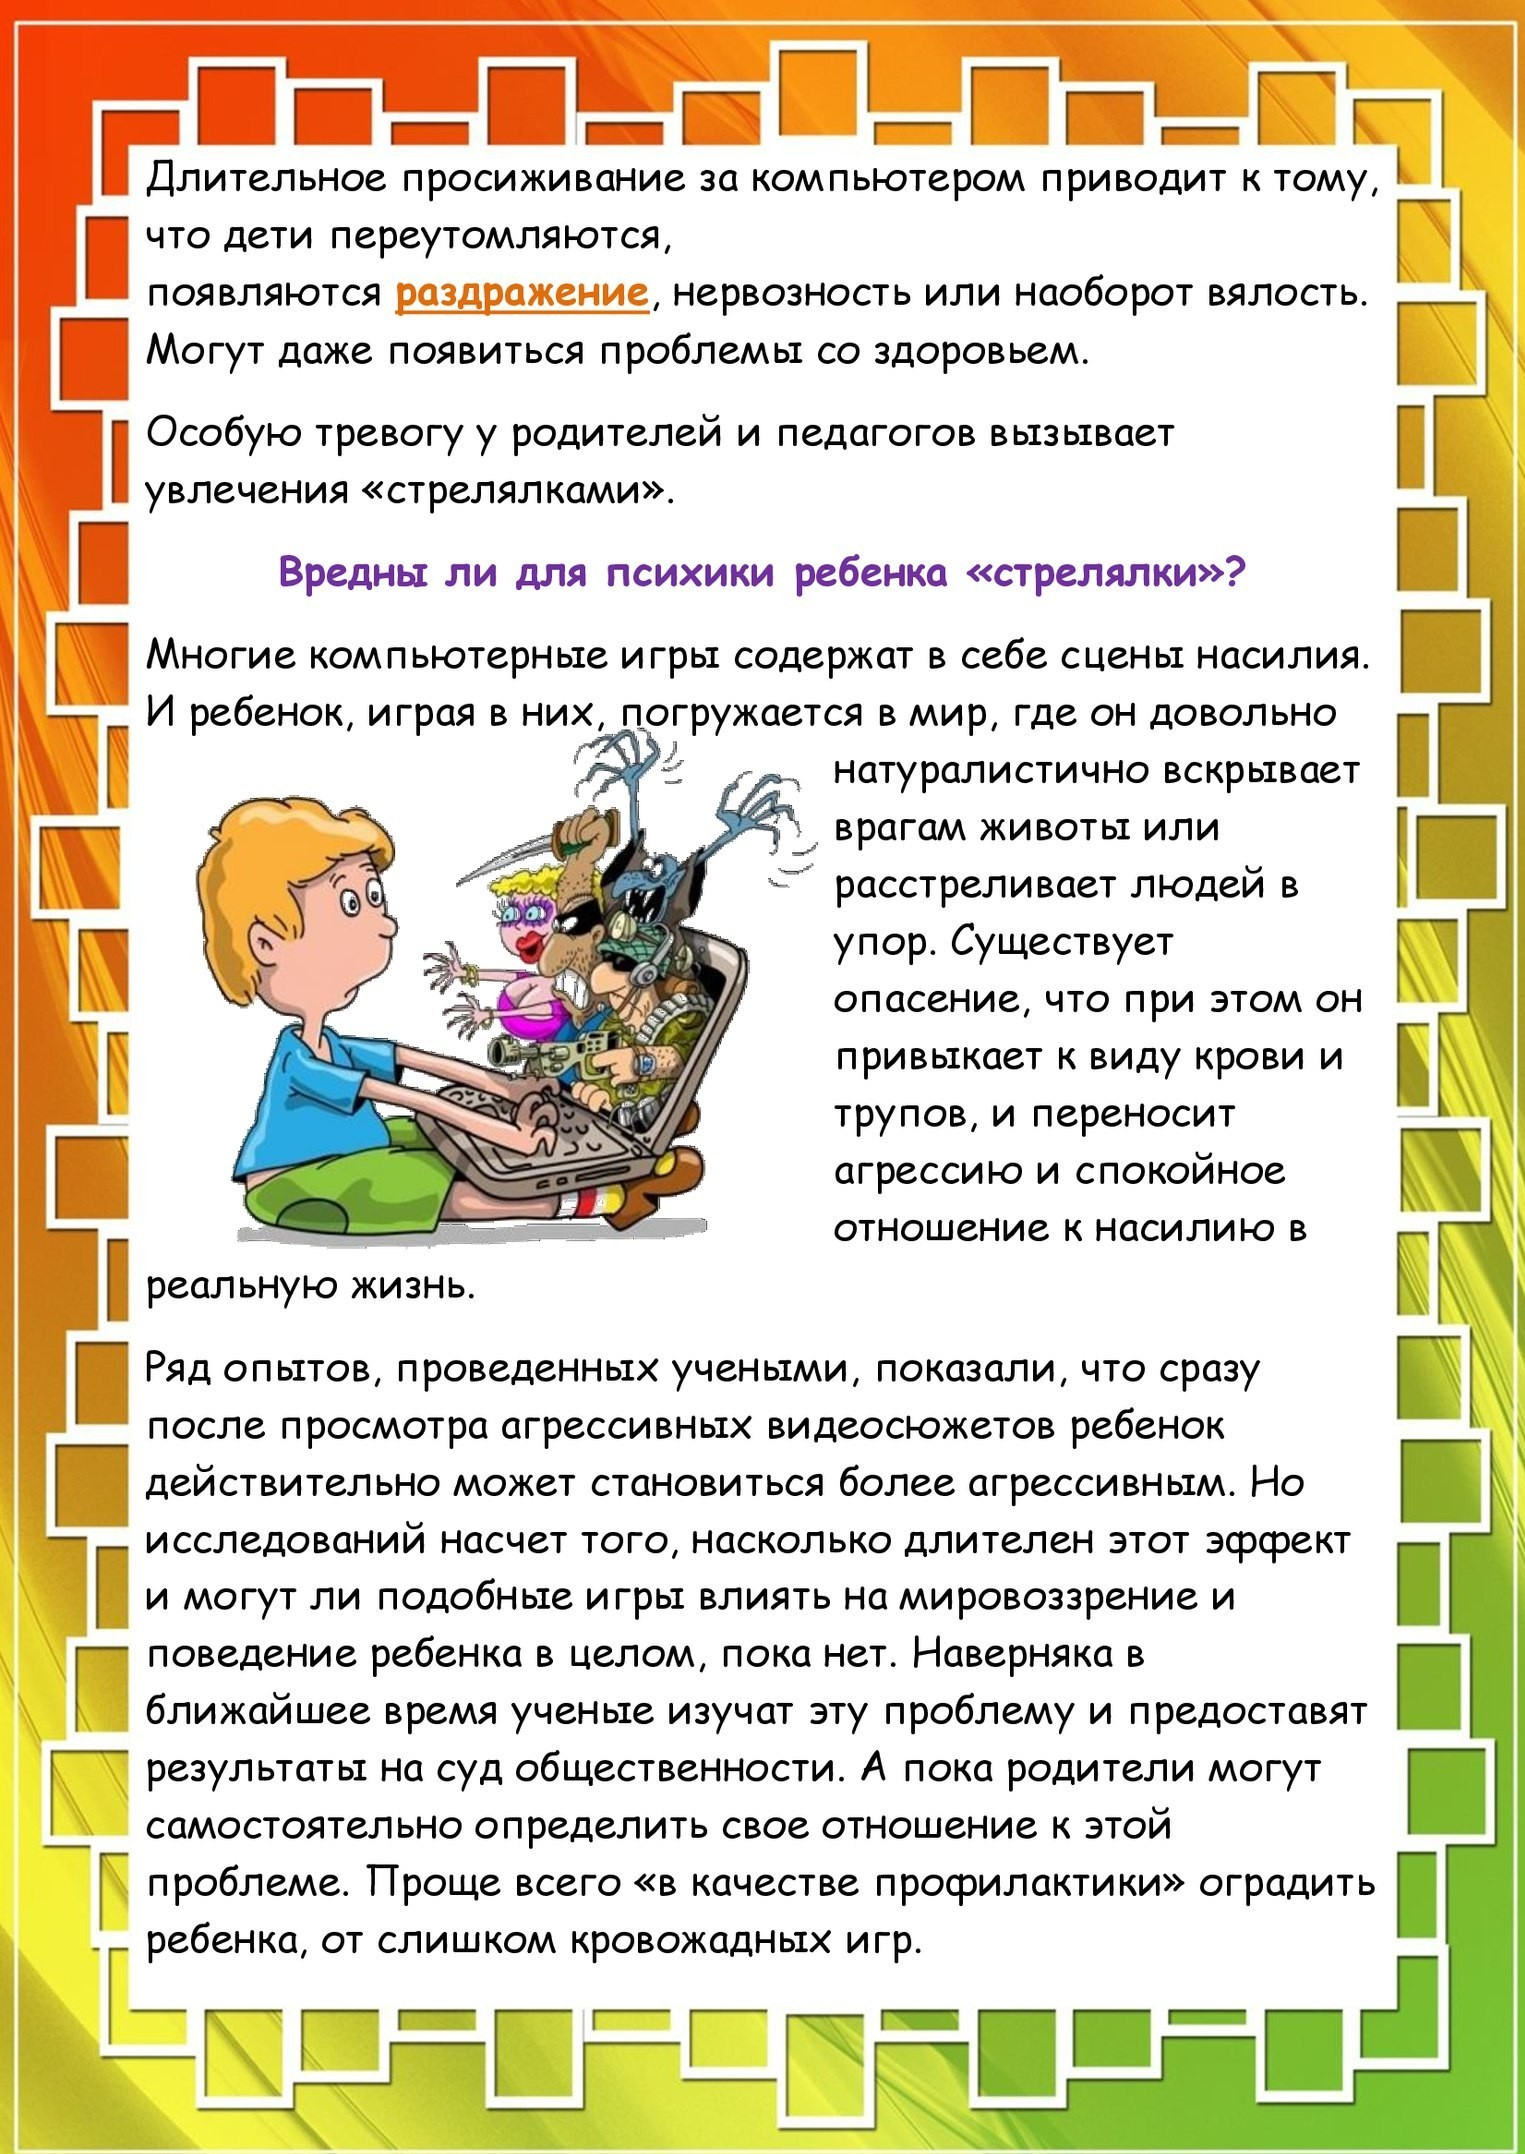 Длительное просиживание за компьютером приводит к тому,
что дети переутомляются,
появляются раздражение, нервозность или наоборот вялость.
Могут даже появиться проблемы со здоровьем.
Особую тревогу у родителей и педагогов вызывает
увлечения «стрелялками».
Вредны ли для психики ребенка «стрелялки»?
Многие компьютерные игры содержат в себе сцены насилия.
И ребенок, играя в них, погружается в мир, где он довольно
натуралистично вскрывает
врагам животы или
расстреливает людей в
упор. Существует
опасение, что при этом он
привыкает к виду крови и
трупов, и переносит
агрессию и спокойное
отношение к насилию в
реальную жизнь.
Ряд опытов, проведенных учеными, показали, что сразу
после просмотра агрессивных видеосюжетов ребенок
действительно может становиться более агрессивным. Но
исследований насчет того, насколько длителен этот эффект
и могут ли подобные игры влиять на мировоззрение и
поведение ребенка в целом, пока нет. Наверняка в
ближайшее время ученые изучат эту проблему и предоставят
результаты на суд общественности. А пока родители могут
самостоятельно определить свое отношение к этой
проблеме. Проще всего «в качестве профилактики» оградить
ребенка, от слишком кровожадных игр.